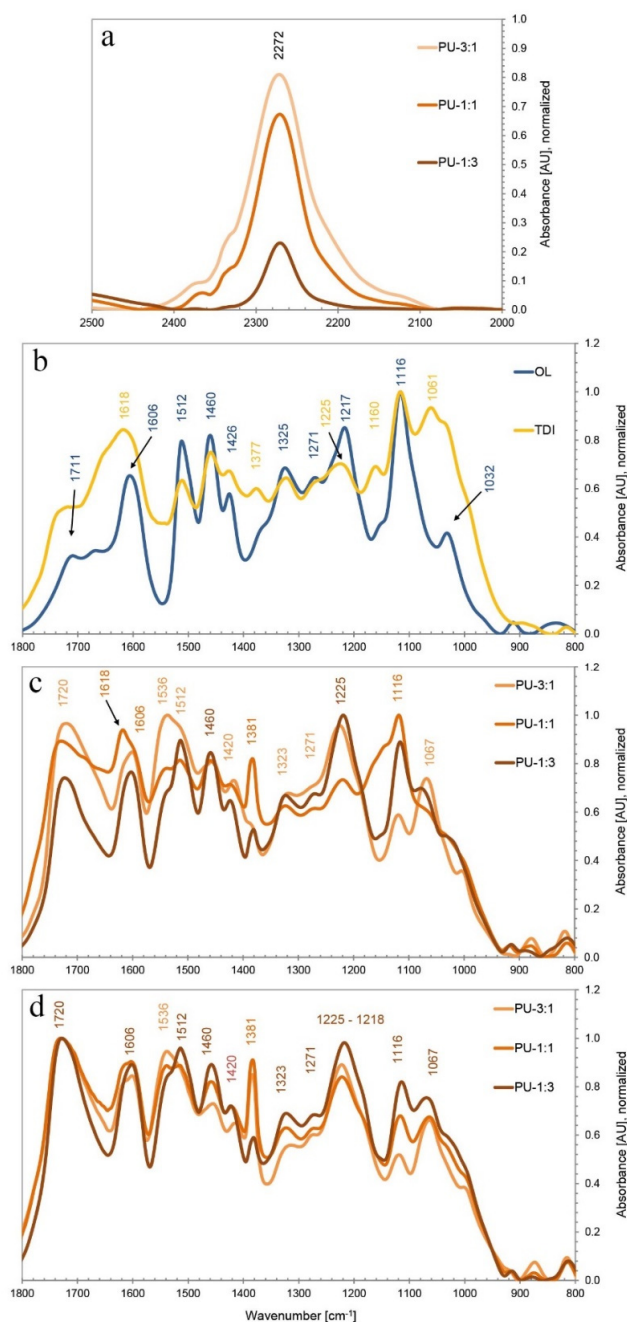 a
2272
PU-3:1
PU-1:1
PU-1:3
1.0
0.9
0.8
0.7
0.6
0.5
0.4
0.3
0.2
0.1
0.0
Absorbance [AU], normalized
2500 2400 2300 2200 2100 2000
b
1711
1618
1606
1512
1460
1426
1377
1325
1271
1225
1217
1160
1116
1061
1032
OL
TDI
1.2
1.0
0.8
0.6
0.4
0.2
0.0
Absorbance [AU], normalized
1800 1700 1600 1500 1400 1300 1200 1100 1000 900 800
c
1720
1618
1606
1536
1512
1460
1420
1381
1323
1271
1225
1116
1067
PU-3:1
PU-1:1
PU-1:3
1.2
1.0
0.8
0.6
0.4
0.2
0.0
Absorbance [AU], normalized
1800 1700 1600 1500 1400 1300 1200 1100 1000 900 800
d
1720
1606
1536
1512
1460
1420
1381
1323
1271
1225 - 1218
1116
1067
PU-3:1
PU-1:1
PU-1:3
1.2
1.0
0.8
0.6
0.4
0.2
0.0
Absorbance [AU], normalized
1800 1700 1600 1500 1400 1300 1200 1100 1000 900 800
Wavenumber [cm⁻¹]